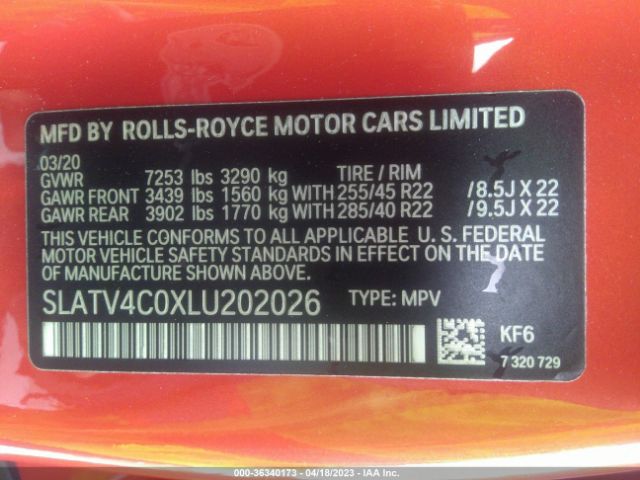 MFD BY ROLLS-ROYCE MOTOR CARS LIMITED
03/20
GVWR 7253 lbs 3290 kg TIRE / RIM
GAWR FRONT 3439 lbs 1560 kg WITH 255/45 R22 /8.5J X 22
GAWR REAR 3902 lbs 1770 kg WITH 285/40 R22 /9.5J X 22
THIS VEHICLE CONFORMS TO ALL APPLICABLE U. S. FEDERAL
MOTOR VEHICLE SAFETY STANDARDS IN EFFECT ON THE
DATE OF MANUFACTURE SHOWN ABOVE.
SLATV4C0XLU202026 TYPE: MPV
KF6
7 320 729
000-36340173 - 04/18/2023 - IAA Inc.